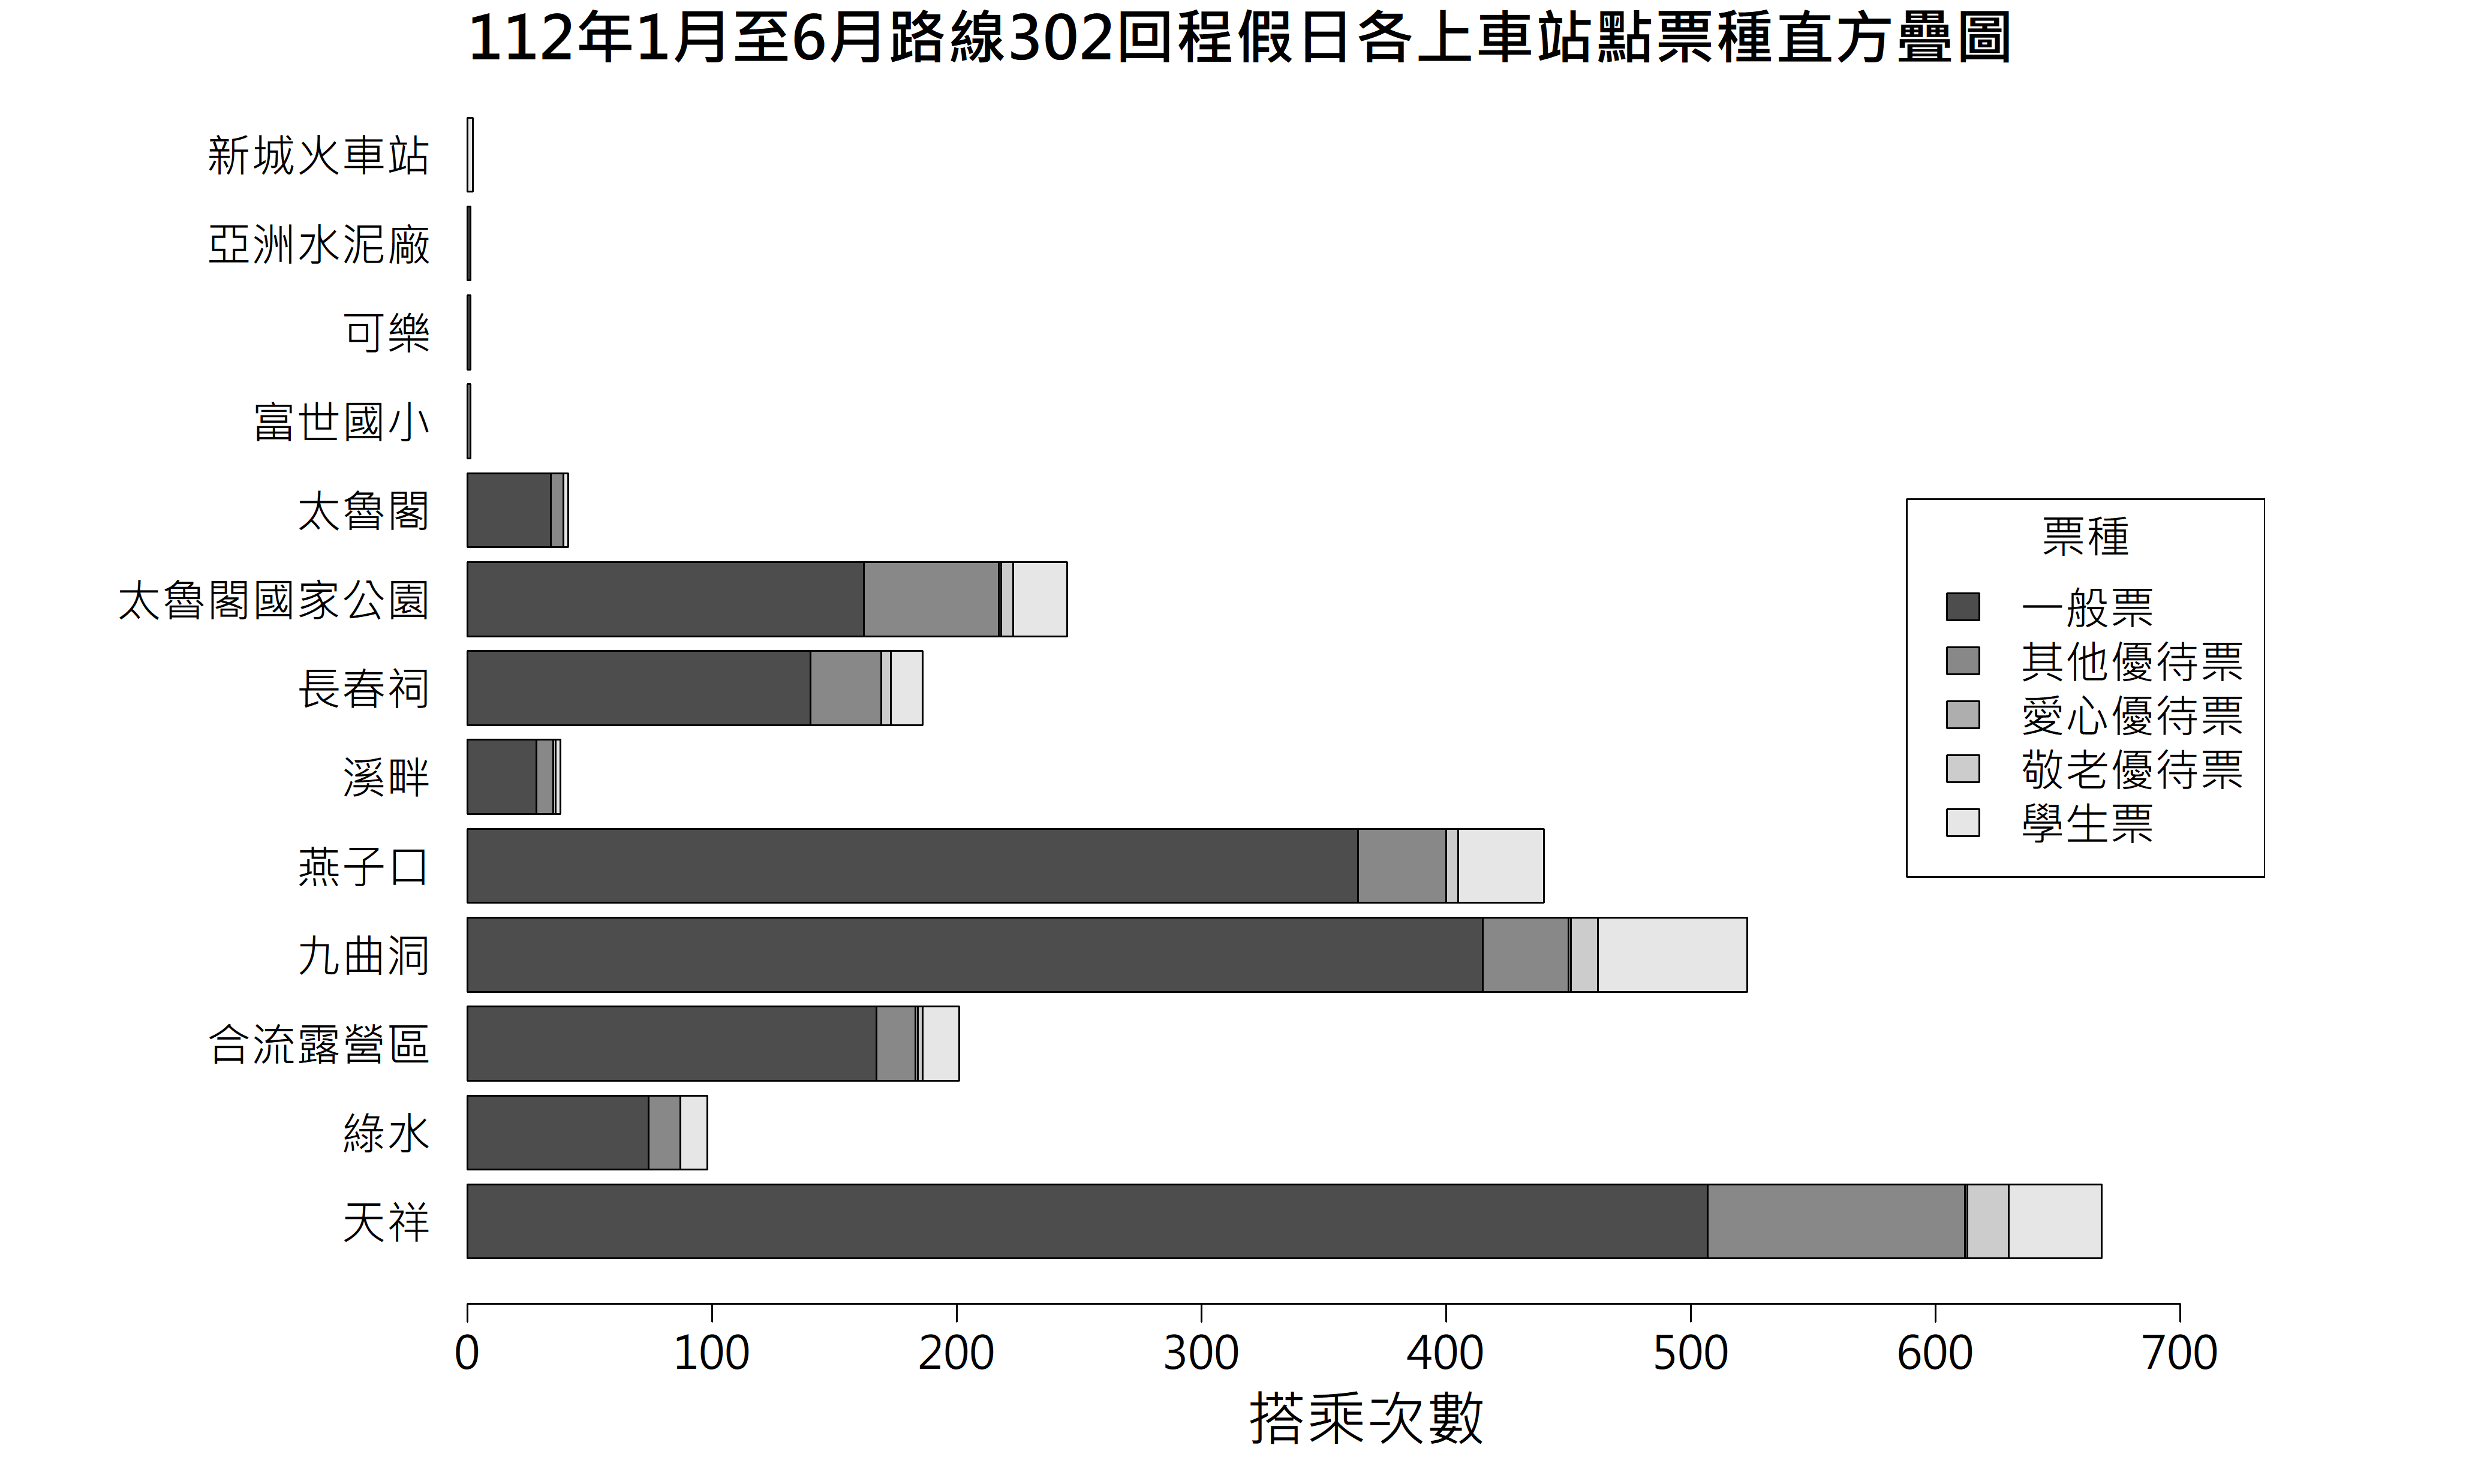 112年1月至6月路線302回程假日各上車站點票種直方疊圖
新城火車站
亞洲水泥廠
可樂
富世國小
太魯閣
太魯閣國家公園
長春祠
溪畔
燕子口
九曲洞
合流露營區
綠水
天祥
票種
一般票
其他優待票
愛心優待票
敬老優待票
學生票
0 100 200 300 400 500 600 700
搭乘次數